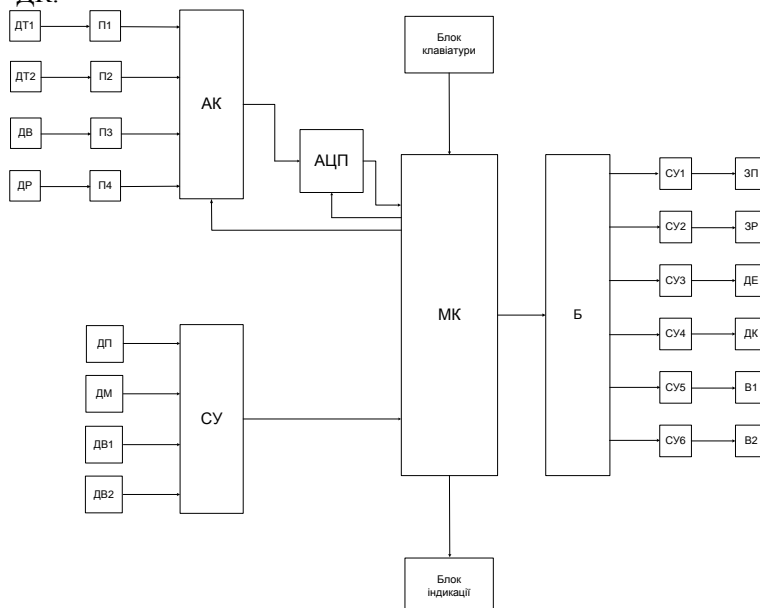 ДК.
ДТ1
П1
ДТ2
П2
ДВ
П3
ДР
П4
АК
АЦП
Блок
клавіатури
МК
Б
СУ1
ЗП
СУ2
ЗР
СУ3
ДЕ
СУ4
ДК
СУ5
В1
СУ6
В2
ДП
ДМ
ДВ1
ДВ2
СУ
Блок
індикації